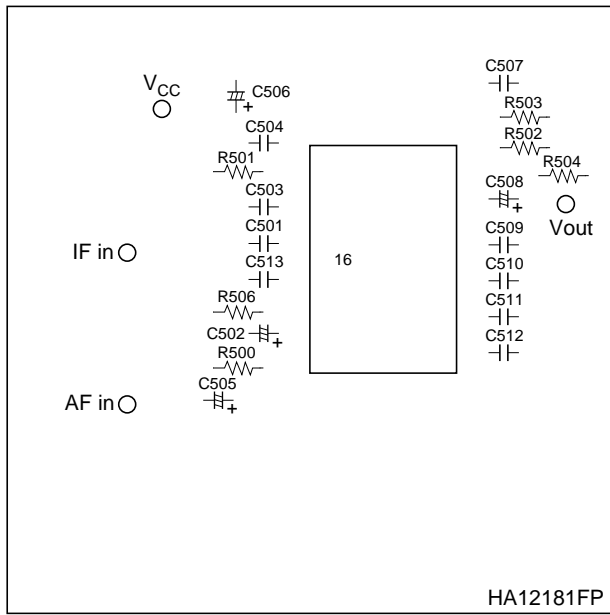 C507
V_CC
C506
R503
C504
R502
R501
R504
C508
C503
Vout
C501
C509
IF in
16
C513
C510
R506
C511
C502
C512
R500
C505
AF in
HA12181FP